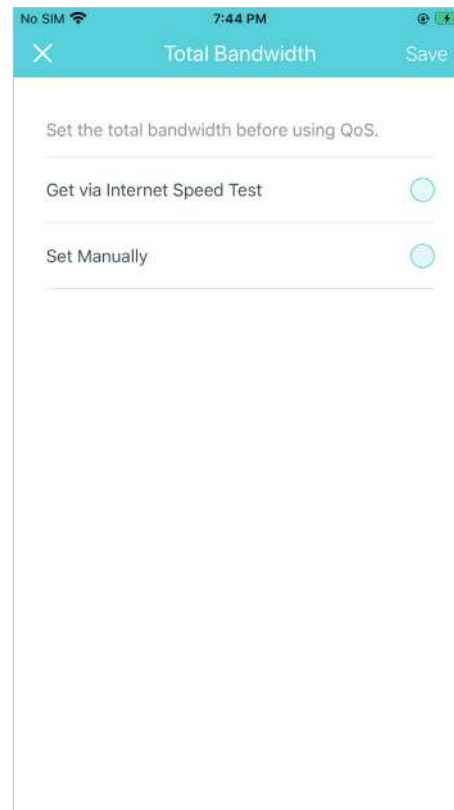 No SIM 7:44 PM
Total Bandwidth Save
Set the total bandwidth before using QoS.
Get via Internet Speed Test
Set Manually